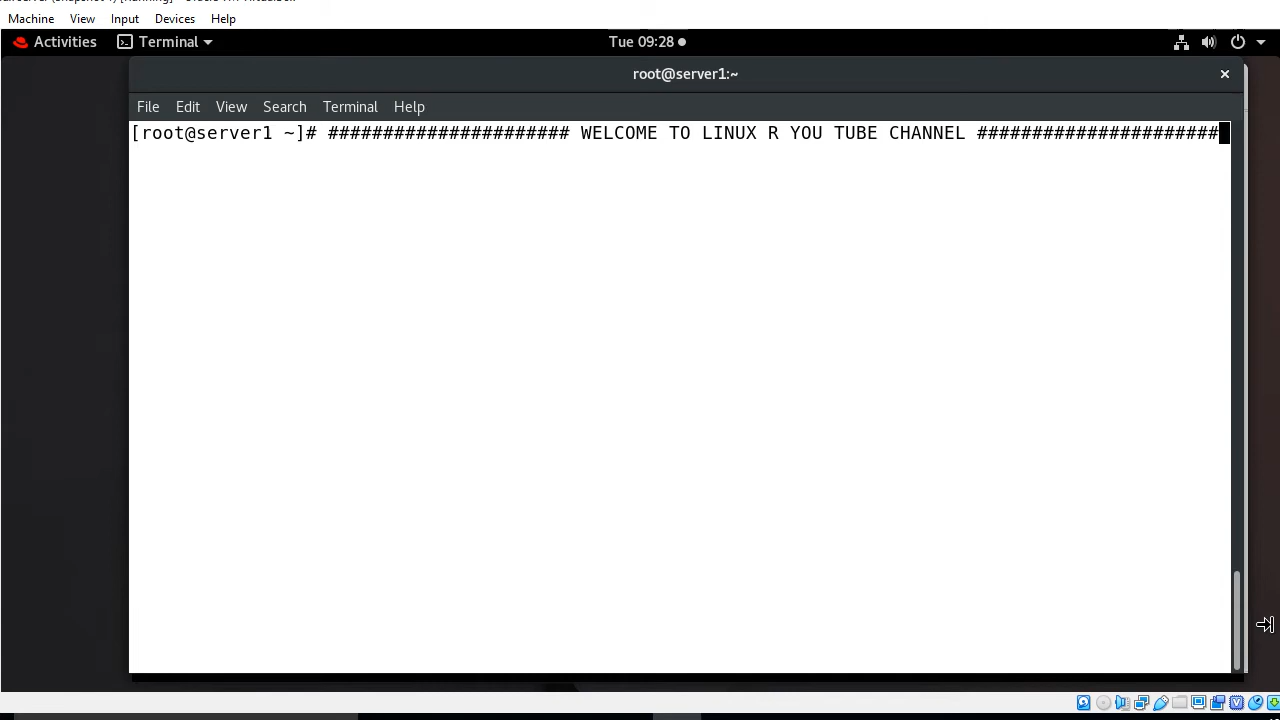 Machine View Input Devices Help
Activities Terminal Tue 09:28
root@server1:~
File Edit View Search Terminal Help
[root@server1 ~]# ###################### WELCOME TO LINUX R YOU TUBE CHANNEL ######################